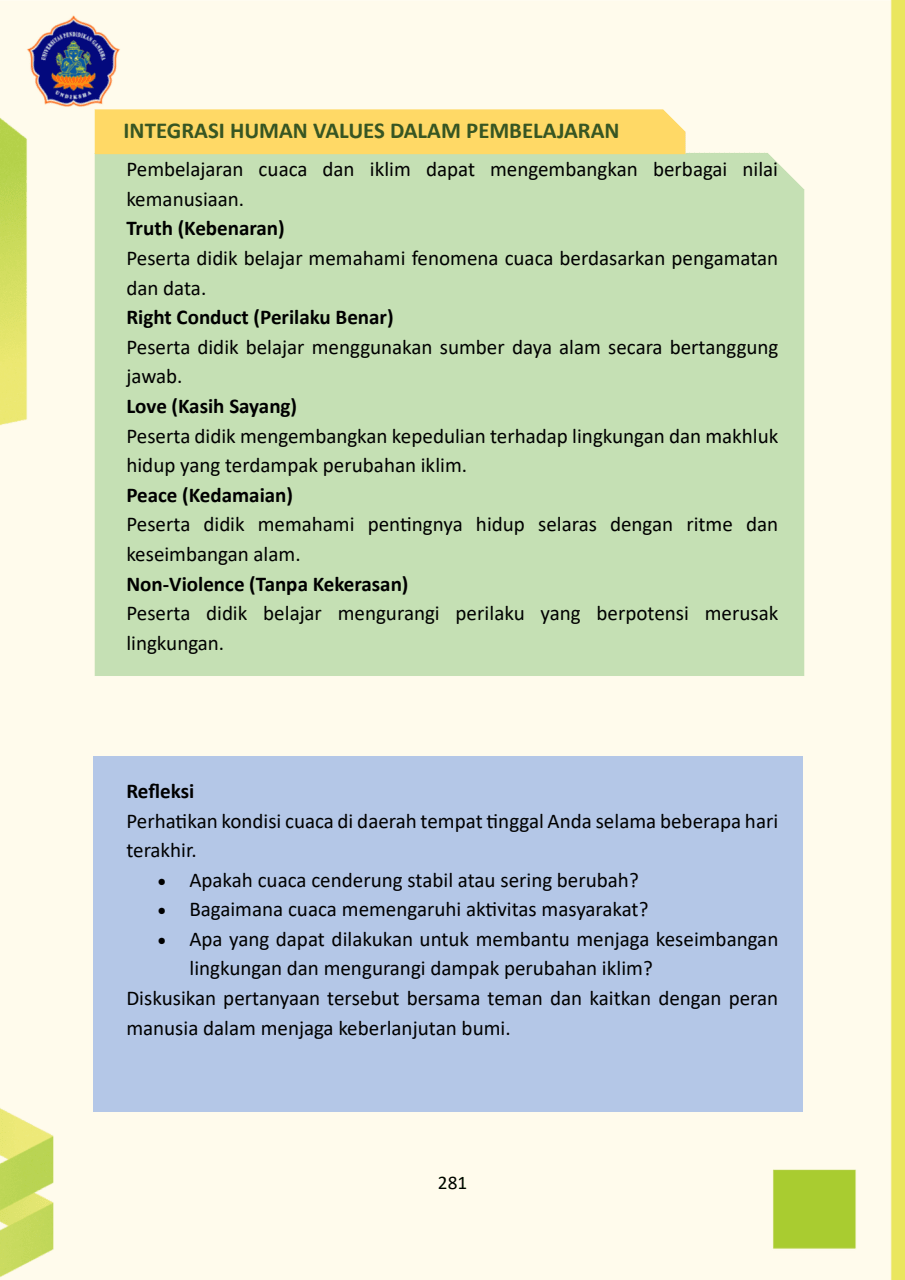 UNIVERSITAS PENDIDIKAN GANESHA
UNDIKSHA
INTEGRASI HUMAN VALUES DALAM PEMBELAJARAN
Pembelajaran cuaca dan iklim dapat mengembangkan berbagai nilai
kemanusiaan.
Truth (Kebenaran)
Peserta didik belajar memahami fenomena cuaca berdasarkan pengamatan
dan data.
Right Conduct (Perilaku Benar)
Peserta didik belajar menggunakan sumber daya alam secara bertanggung
jawab.
Love (Kasih Sayang)
Peserta didik mengembangkan kepedulian terhadap lingkungan dan makhluk
hidup yang terdampak perubahan iklim.
Peace (Kedamaian)
Peserta didik memahami pentingnya hidup selaras dengan ritme dan
keseimbangan alam.
Non-Violence (Tanpa Kekerasan)
Peserta didik belajar mengurangi perilaku yang berpotensi merusak
lingkungan.
Refleksi
Perhatikan kondisi cuaca di daerah tempat tinggal Anda selama beberapa hari
terakhir.
• Apakah cuaca cenderung stabil atau sering berubah?
• Bagaimana cuaca memengaruhi aktivitas masyarakat?
• Apa yang dapat dilakukan untuk membantu menjaga keseimbangan
lingkungan dan mengurangi dampak perubahan iklim?
Diskusikan pertanyaan tersebut bersama teman dan kaitkan dengan peran
manusia dalam menjaga keberlanjutan bumi.
281